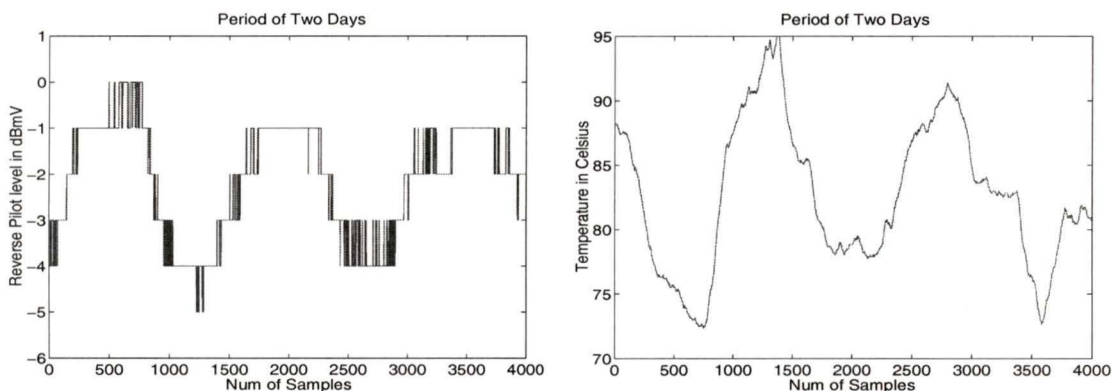 Period of Two Days
Reverse Pilot level in dBmV
1
0
-1
-2
-3
-4
-5
-6
0 500 1000 1500 2000 2500 3000 3500 4000
Num of Samples
Period of Two Days
Temperature in Celsius
95
90
85
80
75
70
0 500 1000 1500 2000 2500 3000 3500 4000
Num of Samples